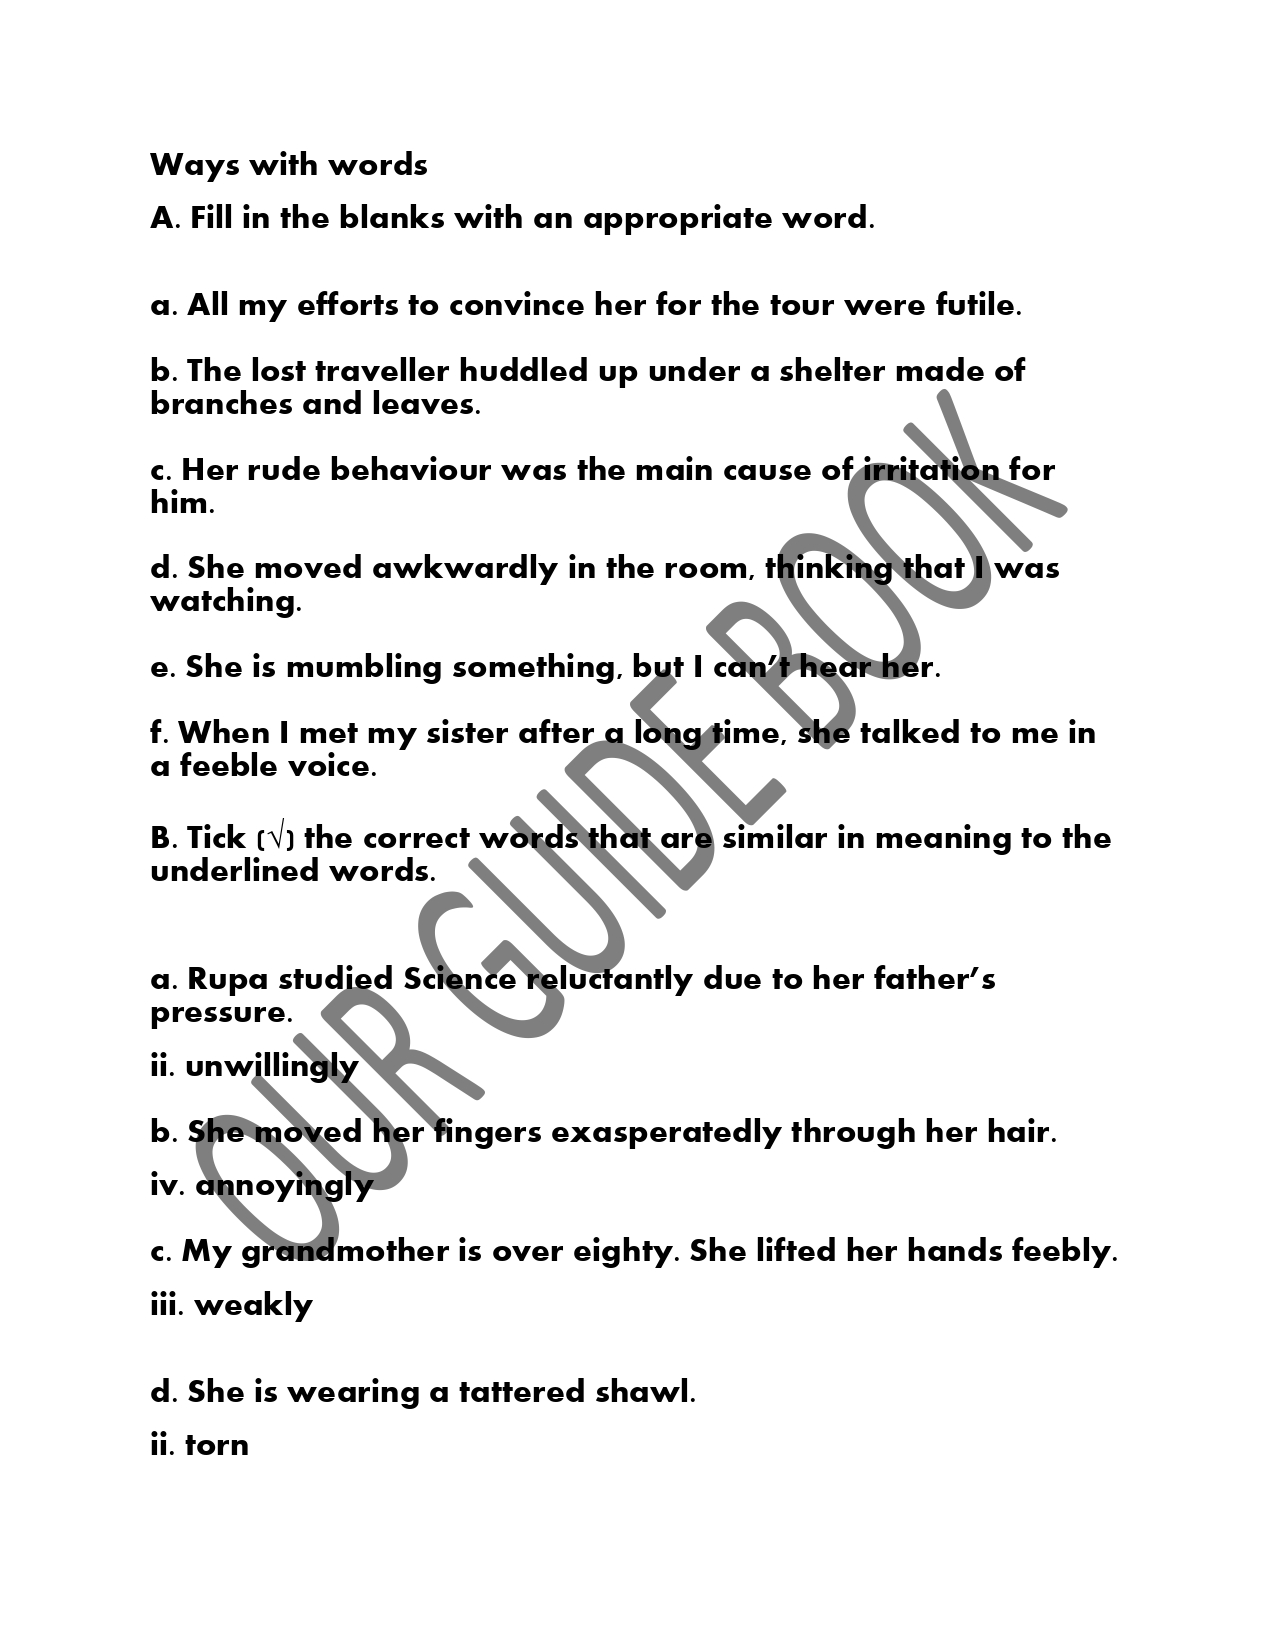 Ways with words
A. Fill in the blanks with an appropriate word.
a. All my efforts to convince her for the tour were futile.
b. The lost traveller huddled up under a shelter made of
branches and leaves.
c. Her rude behaviour was the main cause of irritation for
him.
d. She moved awkwardly in the room, thinking that I was
watching.
e. She is mumbling something, but I can’t hear her.
f. When I met my sister after a long time, she talked to me in
a feeble voice.
B. Tick (√) the correct words that are similar in meaning to the
underlined words.
a. Rupa studied Science reluctantly due to her father’s
pressure.
ii. unwillingly
b. She moved her fingers exasperatedly through her hair.
iv. annoyingly
c. My grandmother is over eighty. She lifted her hands feebly.
iii. weakly
d. She is wearing a tattered shawl.
ii. torn
OUR GUIDE BOOK